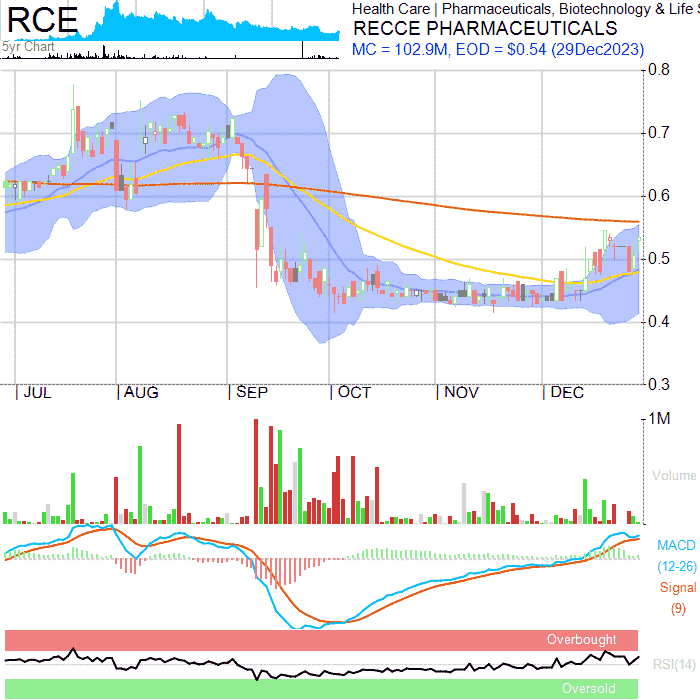 RCE
5yr Chart
Health Care | Pharmaceuticals, Biotechnology & Life S
RECCE PHARMACEUTICALS
MC = 102.9M, EOD = $0.54 (29Dec2023)
0.8
0.7
0.6
0.5
0.4
0.3
JUL AUG SEP OCT NOV DEC
1M
Volume
MACD
(12-26)
Signal
(9)
Overbought
RSI(14)
Oversold